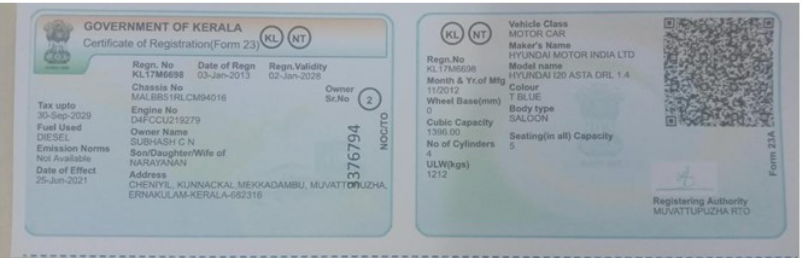 GOVERNMENT OF KERALA
Certificate of Registration(Form 23)
KL NT
Regn. No Date of Regn Regn.Validity
KL17M6698 03-Jan-2013 02-Jan-2028
Chassis No
MALBB51RLCM94016
Owner
Sr.No 2
Engine No
D4FCCU219279
Owner Name
SUBHASH C N
Son/Daughter/Wife of
NARAYANAN
Address
CHENIYIL, KUNNACKAL,MEKKADAMBU, MUVATTUPUZHA,
ERNAKULAM-KERALA-682316
Tax upto
30-Sep-2029
Fuel Used
DIESEL
Emission Norms
Not Available
Date of Effect
25-Jun-2021
3376794
NOC/TO
KL NT
Vehicle Class
MOTOR CAR
Maker's Name
HYUNDAI MOTOR INDIA LTD
Regn.No
KL17M6698
Model name
HYUNDAI I20 ASTA DRL 1.4
Month & Yr.of Mfg
11/2012
Colour
T BLUE
Wheel Base(mm)
0
Body type
SALOON
Cubic Capacity
1396.00
Seating(in all) Capacity
5
No of Cylinders
4
ULW(kgs)
1212
Form 23A
Registering Authority
MUVATTUPUZHA RTO